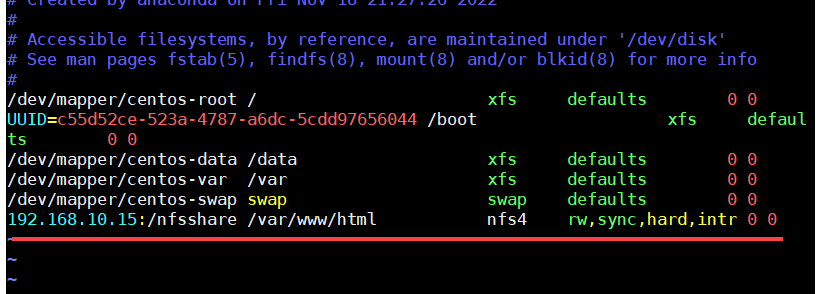 # Created by anaconda on Fri Nov 18 21:27:26 2022
#
# Accessible filesystems, by reference, are maintained under '/dev/disk'
# See man pages fstab(5), findfs(8), mount(8) and/or blkid(8) for more info
#
/dev/mapper/centos-root / xfs defaults 0 0
UUID=c55d52ce-523a-4787-a6dc-5cdd97656044 /boot xfs defaul
ts 0 0
/dev/mapper/centos-data /data xfs defaults 0 0
/dev/mapper/centos-var /var xfs defaults 0 0
/dev/mapper/centos-swap swap swap defaults 0 0
192.168.10.15:/nfsshare /var/www/html nfs4 rw,sync,hard,intr 0 0
~
~
~